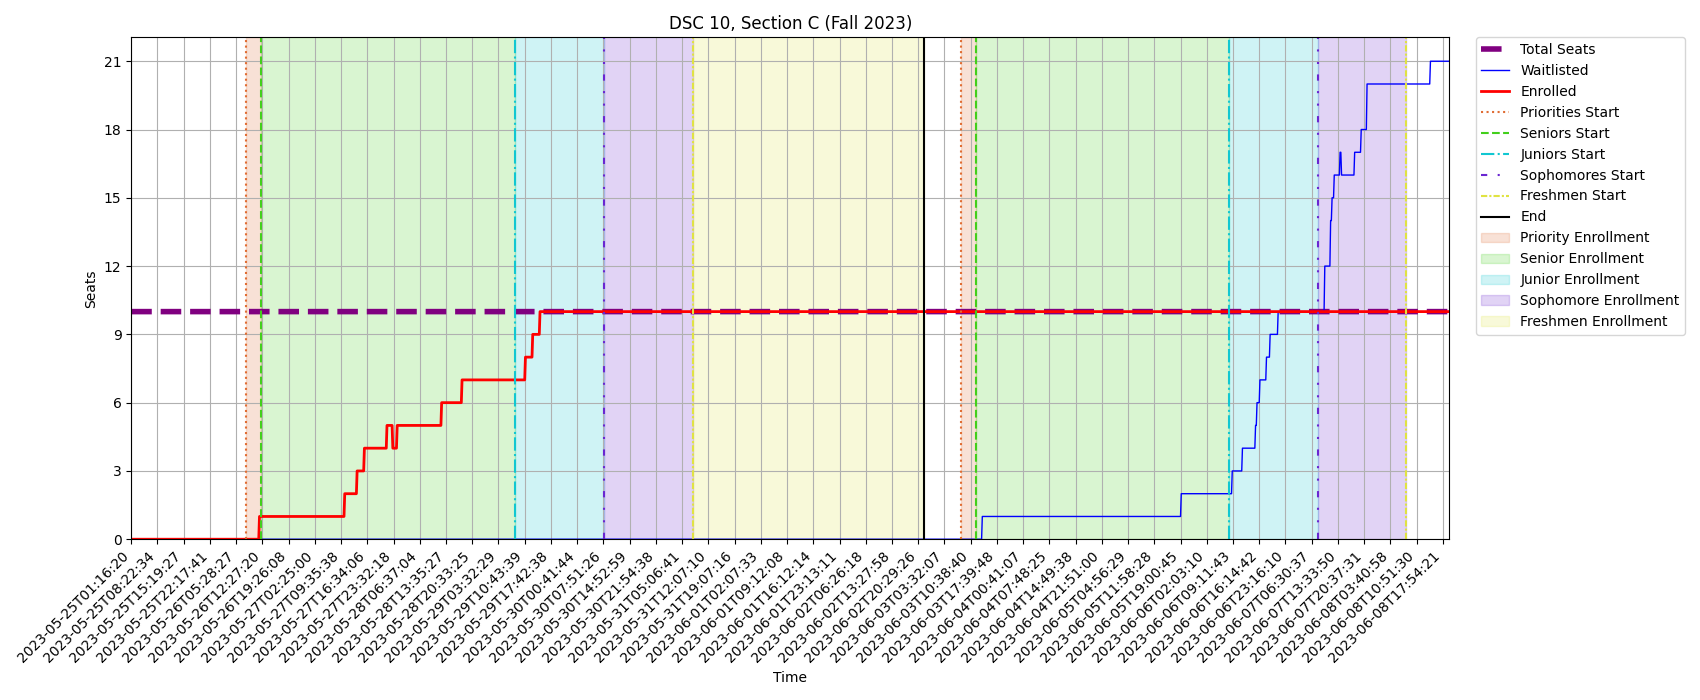 DSC 10, Section C (Fall 2023)
Seats
21
18
15
12
9
6
3
0
2023-05-25T01:16:20
2023-05-25T08:22:34
2023-05-25T15:19:27
2023-05-25T22:17:41
2023-05-26T05:28:27
2023-05-26T12:27:20
2023-05-26T19:26:08
2023-05-27T02:25:00
2023-05-27T09:35:38
2023-05-27T16:34:06
2023-05-27T23:32:18
2023-05-28T06:37:04
2023-05-28T13:35:27
2023-05-28T20:33:25
2023-05-29T03:32:29
2023-05-29T10:43:39
2023-05-29T17:42:38
2023-05-30T00:41:44
2023-05-30T07:51:26
2023-05-30T14:52:59
2023-05-30T21:54:38
2023-05-31T05:06:41
2023-05-31T12:07:10
2023-05-31T19:07:16
2023-06-01T02:07:33
2023-06-01T09:12:08
2023-06-01T16:12:14
2023-06-01T23:13:11
2023-06-02T06:26:18
2023-06-02T13:27:58
2023-06-02T20:29:26
2023-06-03T03:32:07
2023-06-03T10:38:40
2023-06-03T17:39:48
2023-06-04T00:41:07
2023-06-04T07:48:25
2023-06-04T14:49:38
2023-06-04T21:51:00
2023-06-05T04:56:29
2023-06-05T11:58:28
2023-06-05T19:00:45
2023-06-06T02:03:10
2023-06-06T09:11:43
2023-06-06T16:14:42
2023-06-06T23:16:10
2023-06-07T06:30:37
2023-06-07T13:33:50
2023-06-07T20:37:31
2023-06-08T03:40:58
2023-06-08T10:51:30
2023-06-08T17:54:21
Time
Total Seats
Waitlisted
Enrolled
Priorities Start
Seniors Start
Juniors Start
Sophomores Start
Freshmen Start
End
Priority Enrollment
Senior Enrollment
Junior Enrollment
Sophomore Enrollment
Freshmen Enrollment